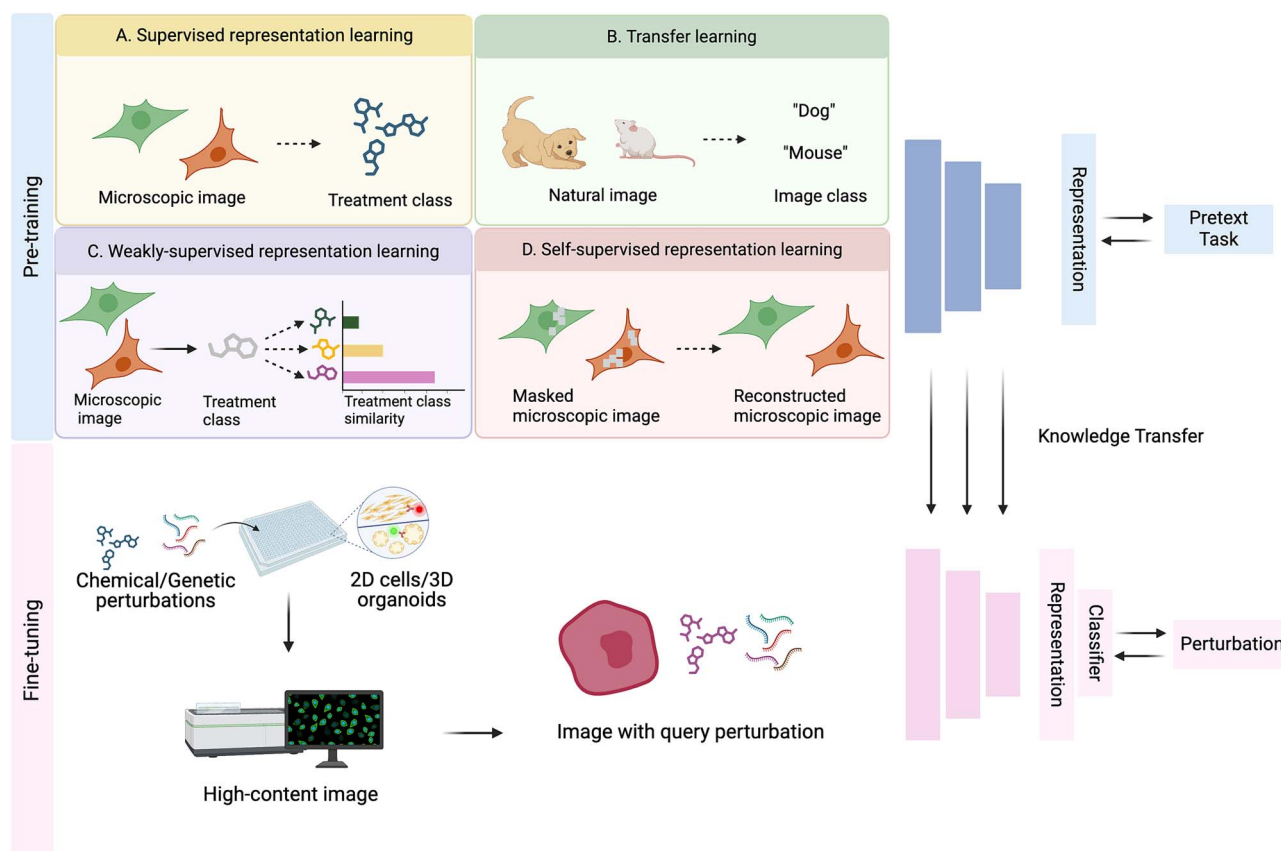 Pre-training
A. Supervised representation learning
Microscopic image
Treatment class
B. Transfer learning
"Dog"
"Mouse"
Natural image
Image class
C. Weakly-supervised representation learning
Microscopic
image
Treatment
class
Treatment class
similarity
D. Self-supervised representation learning
Masked
microscopic image
Reconstructed
microscopic image
Representation
Pretext
Task
Knowledge Transfer
Fine-tuning
Chemical/Genetic
perturbations
2D cells/3D
organoids
High-content image
Image with query perturbation
Representation
Classifier
Perturbation